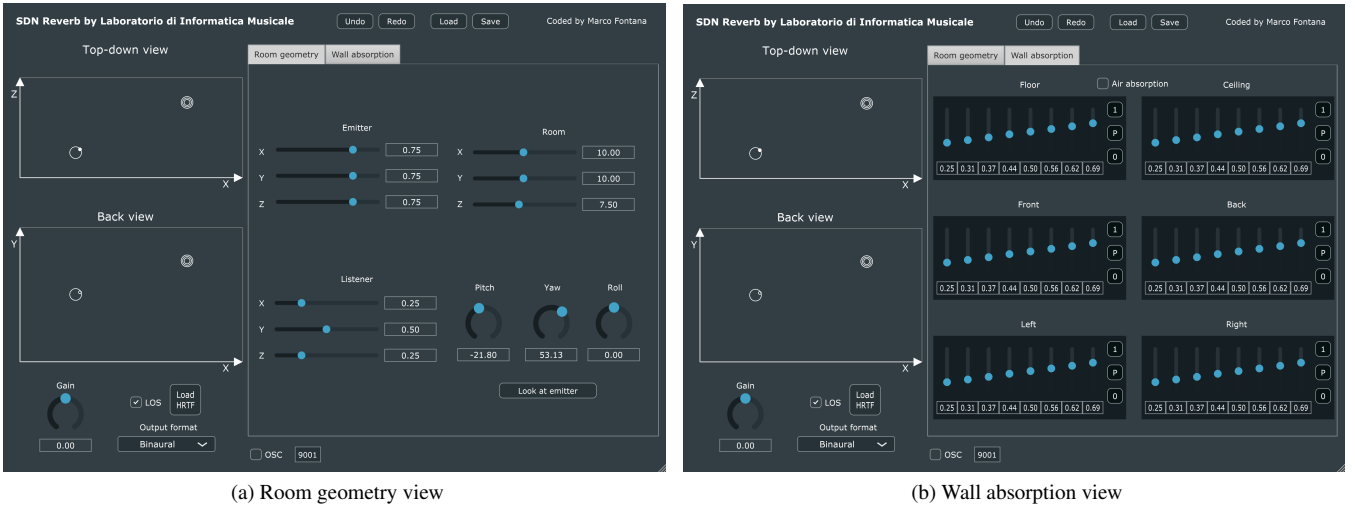 SDN Reverb by Laboratorio di Informatica Musicale Undo Redo Load Save Coded by Marco Fontana
Top-down view
Z
X
Back view
Y
X
Gain
0.00
LOS
Load
HRTF
Output format
Binaural
Room geometry Wall absorption
Emitter
X 0.75
Y 0.75
Z 0.75
Room
X 10.00
Y 10.00
Z 7.50
Listener
X 0.25
Y 0.50
Z 0.25
Pitch Yaw Roll
-21.80 53.13 0.00
Look at emitter
OSC 9001
(a) Room geometry view
SDN Reverb by Laboratorio di Informatica Musicale Undo Redo Load Save Coded by Marco Fontana
Top-down view
Z
X
Back view
Y
X
Gain
0.00
LOS
Load
HRTF
Output format
Binaural
Room geometry Wall absorption
Air absorption
Floor
1
P
0
0.25 0.31 0.37 0.44 0.50 0.56 0.62 0.69
Ceiling
1
P
0
0.25 0.31 0.37 0.44 0.50 0.56 0.62 0.69
Front
1
P
0
0.25 0.31 0.37 0.44 0.50 0.56 0.62 0.69
Back
1
P
0
0.25 0.31 0.37 0.44 0.50 0.56 0.62 0.69
Left
1
P
0
0.25 0.31 0.37 0.44 0.50 0.56 0.62 0.69
Right
1
P
0
0.25 0.31 0.37 0.44 0.50 0.56 0.62 0.69
OSC 9001
(b) Wall absorption view